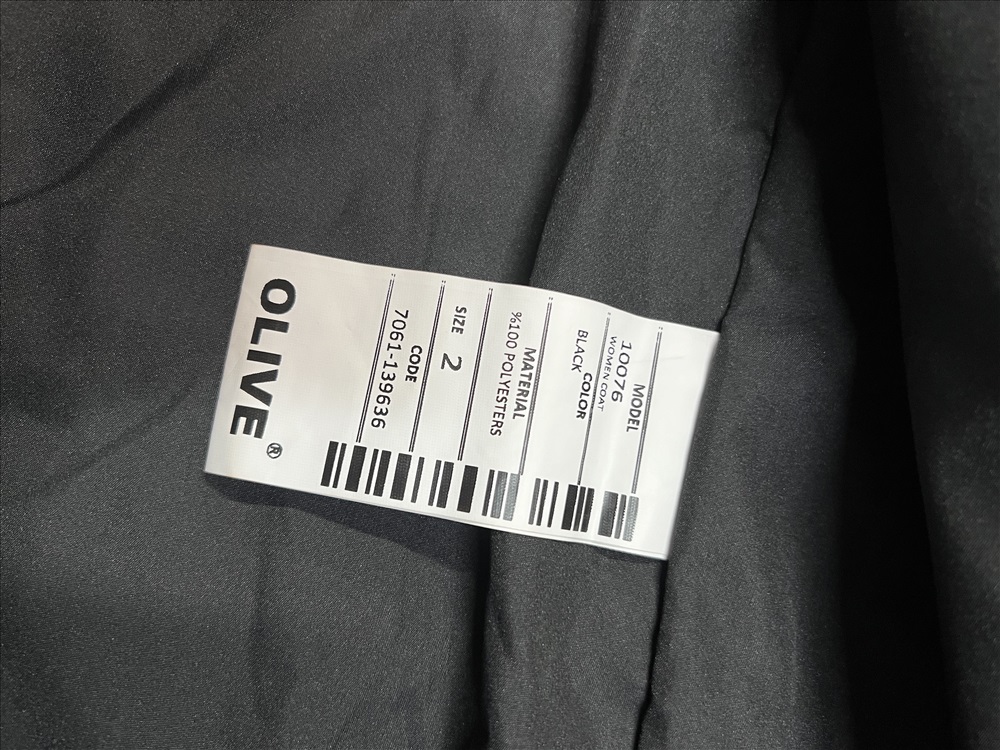 MODEL
10076
WOMEN COAT
COLOR
BLACK
MATERIAL
%100 POLYESTERS
SIZE 2
CODE
7061-139636
OLIVE ®